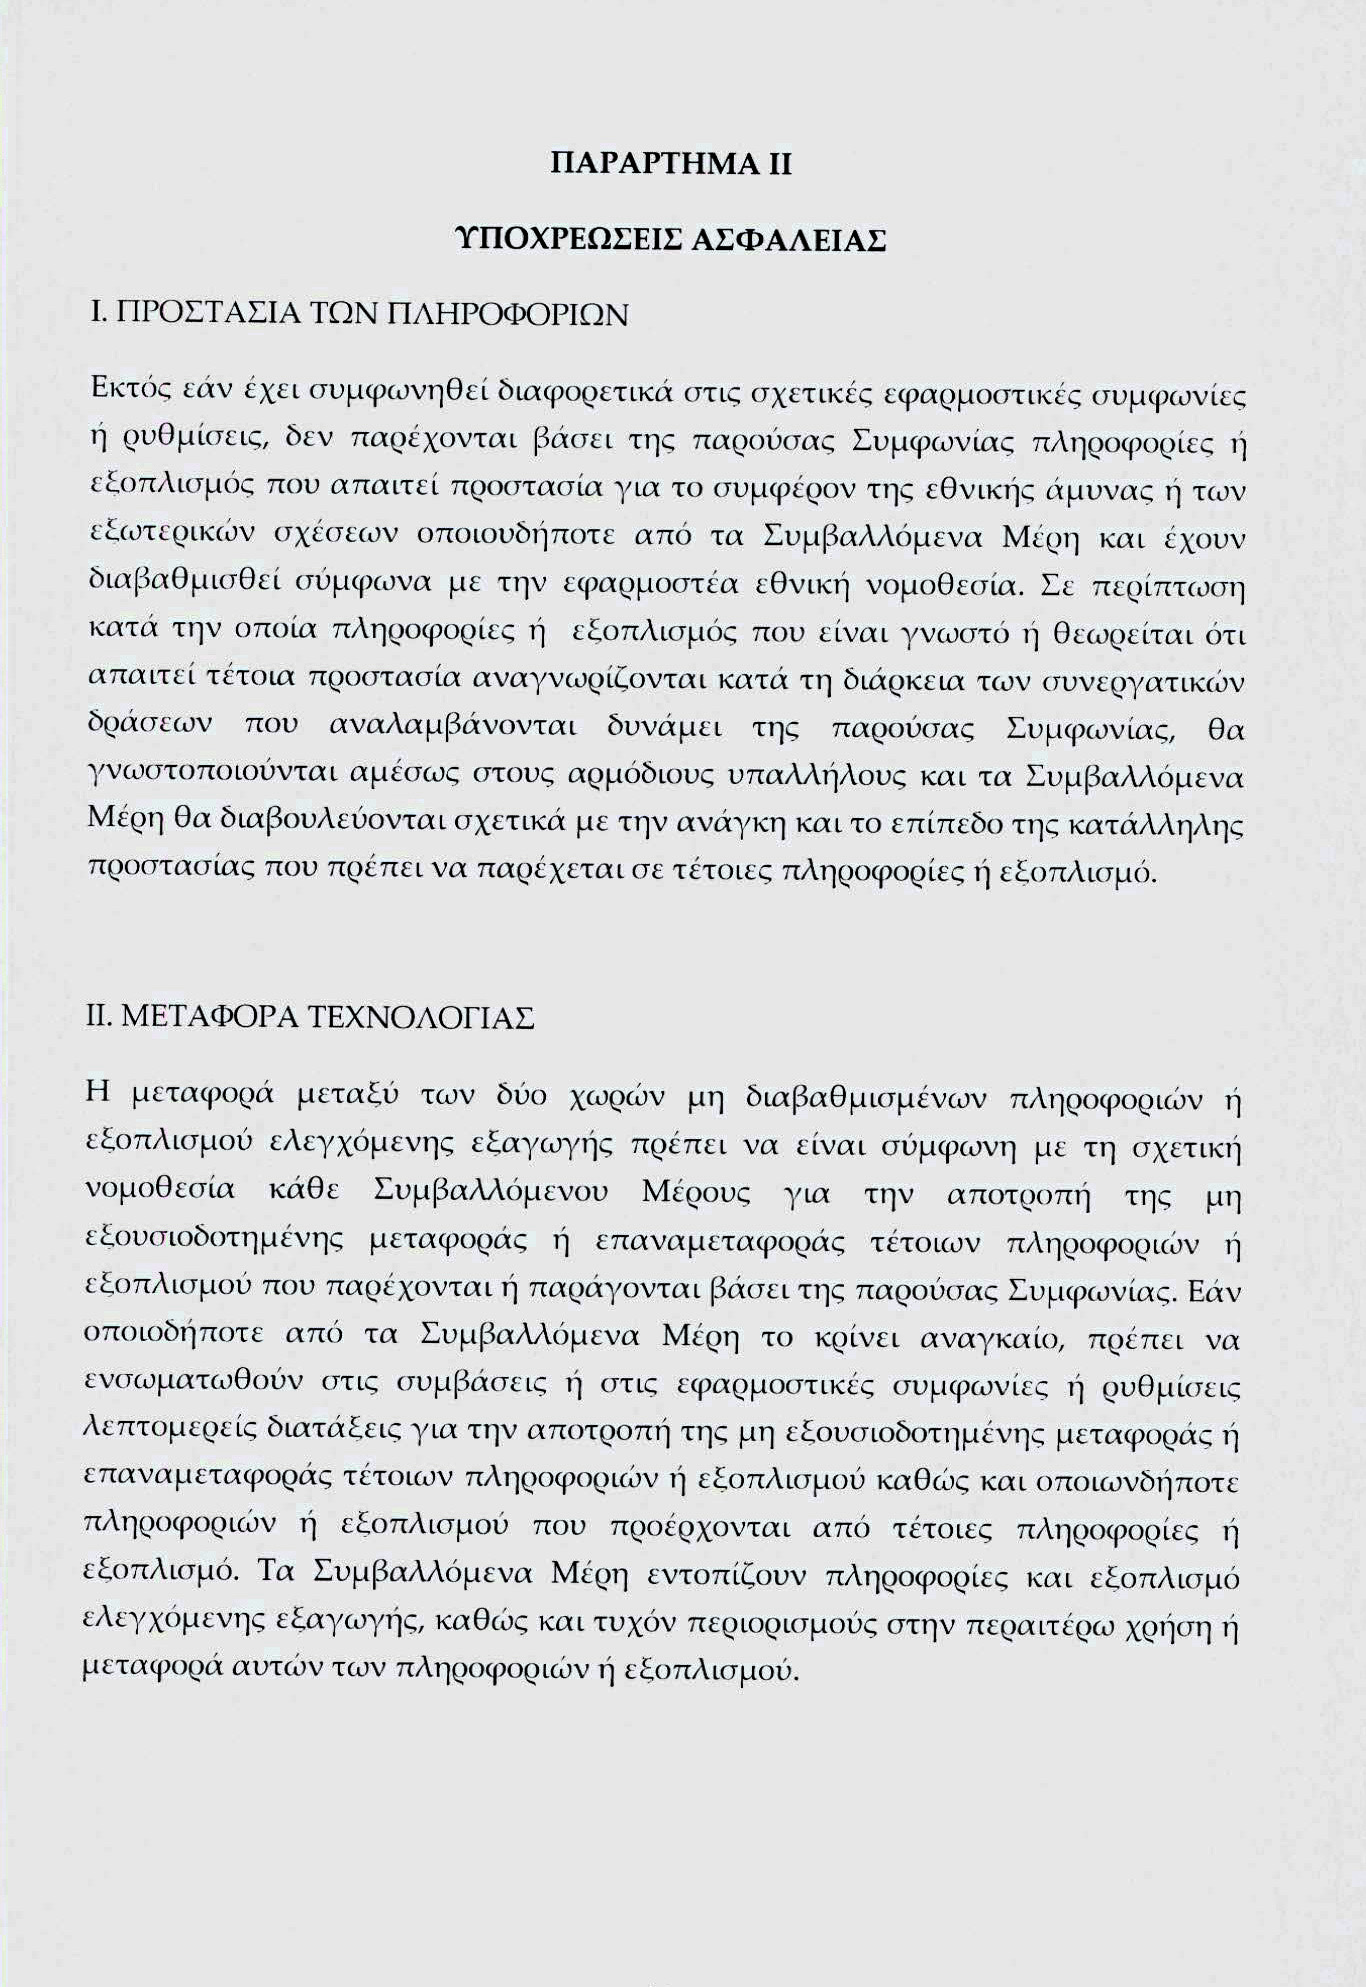 ΠΑΡΑΡΤΗΜΑ ΙΙ
ΥΠΟΧΡΕΩΣΕΙΣ ΑΣΦΑΛΕΙΑΣ
Ι. ΠΡΟΣΤΑΣΙΑ ΤΩΝ ΠΛΗΡΟΦΟΡΙΩΝ
Εκτός εάν έχει συμφωνηθεί διαφορετικά στις σχετικές εφαρμοστικές συμφωνίες
ή ρυθμίσεις, δεν παρέχονται βάσει της παρούσας Συμφωνίας πληροφορίες ή
εξοπλισμός που απαιτεί προστασία για το συμφέρον της εθνικής άμυνας ή των
εξωτερικών σχέσεων οποιουδήποτε από τα Συμβαλλόμενα Μέρη και έχουν
διαβαθμισθεί σύμφωνα με την εφαρμοστέα εθνική νομοθεσία. Σε περίπτωση
κατά την οποία πληροφορίες ή εξοπλισμός που είναι γνωστό ή θεωρείται ότι
απαιτεί τέτοια προστασία αναγνωρίζονται κατά τη διάρκεια των συνεργατικών
δράσεων που αναλαμβάνονται δυνάμει της παρούσας Συμφωνίας, θα
γνωστοποιούνται αμέσως στους αρμόδιους υπαλλήλους και τα Συμβαλλόμενα
Μέρη θα διαβουλεύονται σχετικά με την ανάγκη και το επίπεδο της κατάλληλης
προστασίας που πρέπει να παρέχεται σε τέτοιες πληροφορίες ή εξοπλισμό.
ΙΙ. ΜΕΤΑΦΟΡΑ ΤΕΧΝΟΛΟΓΙΑΣ
Η μεταφορά μεταξύ των δύο χωρών μη διαβαθμισμένων πληροφοριών ή
εξοπλισμού ελεγχόμενης εξαγωγής πρέπει να είναι σύμφωνη με τη σχετική
νομοθεσία κάθε Συμβαλλόμενου Μέρους για την αποτροπή της μη
εξουσιοδοτημένης μεταφοράς ή επαναμεταφοράς τέτοιων πληροφοριών ή
εξοπλισμού που παρέχονται ή παράγονται βάσει της παρούσας Συμφωνίας. Εάν
οποιοδήποτε από τα Συμβαλλόμενα Μέρη το κρίνει αναγκαίο, πρέπει να
ενσωματωθούν στις συμβάσεις ή στις εφαρμοστικές συμφωνίες ή ρυθμίσεις
λεπτομερείς διατάξεις για την αποτροπή της μη εξουσιοδοτημένης μεταφοράς ή
επαναμεταφοράς τέτοιων πληροφοριών ή εξοπλισμού καθώς και οποιωνδήποτε
πληροφοριών ή εξοπλισμού που προέρχονται από τέτοιες πληροφορίες ή
εξοπλισμό. Τα Συμβαλλόμενα Μέρη εντοπίζουν πληροφορίες και εξοπλισμό
ελεγχόμενης εξαγωγής, καθώς και τυχόν περιορισμούς στην περαιτέρω χρήση ή
μεταφορά αυτών των πληροφοριών ή εξοπλισμού.